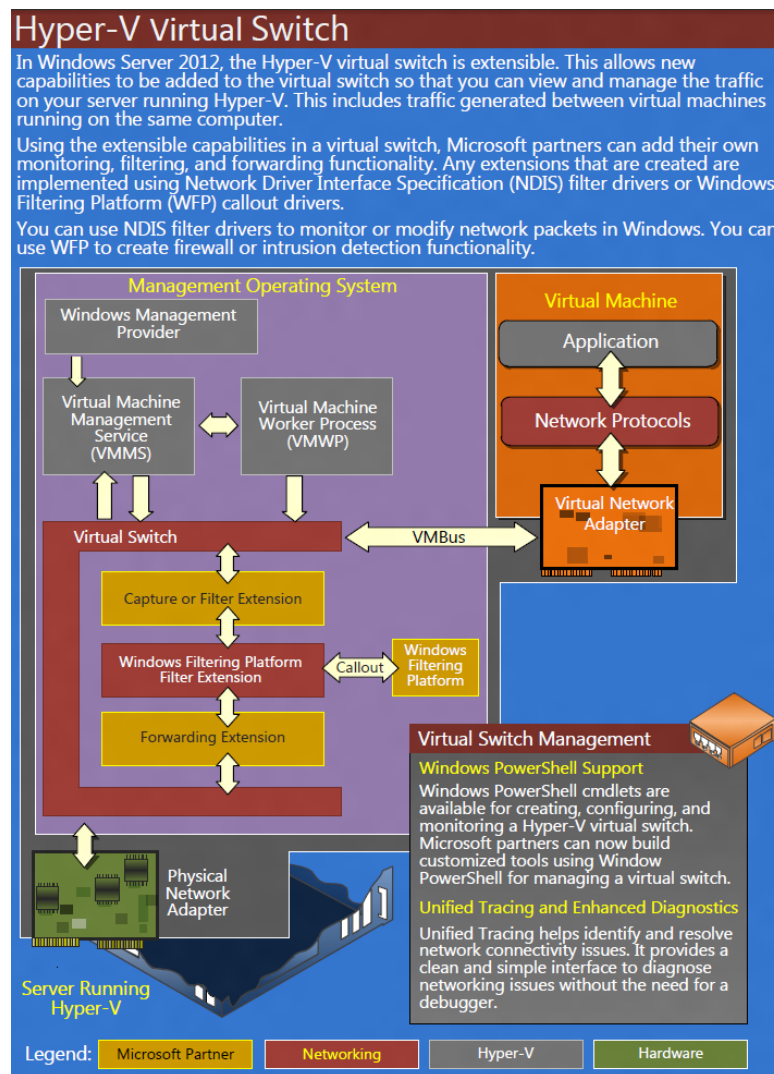 Hyper-V Virtual Switch
In Windows Server 2012, the Hyper-V virtual switch is extensible. This allows new
capabilities to be added to the virtual switch so that you can view and manage the traffic
on your server running Hyper-V. This includes traffic generated between virtual machines
running on the same computer.
Using the extensible capabilities in a virtual switch, Microsoft partners can add their own
monitoring, filtering, and forwarding functionality. Any extensions that are created are
implemented using Network Driver Interface Specification (NDIS) filter drivers or Windows
Filtering Platform (WFP) callout drivers.
You can use NDIS filter drivers to monitor or modify network packets in Windows. You can
use WFP to create firewall or intrusion detection functionality.
Management Operating System
Windows Management
Provider
Virtual Machine
Management
Service
(VMMS)
Virtual Machine
Worker Process
(VMWP)
Virtual Machine
Application
Network Protocols
Virtual Network
Adapter
Virtual Switch
VMBus
Capture or Filter Extension
Windows Filtering Platform
Filter Extension
Callout
Windows
Filtering
Platform
Forwarding Extension
Physical
Network
Adapter
Server Running
Hyper-V
Virtual Switch Management
Windows PowerShell Support
Windows PowerShell cmdlets are
available for creating, configuring, and
monitoring a Hyper-V virtual switch.
Microsoft partners can now build
customized tools using Window
PowerShell for managing a virtual switch.
Unified Tracing and Enhanced Diagnostics
Unified Tracing helps identify and resolve
network connectivity issues. It provides a
clean and simple interface to diagnose
networking issues without the need for a
debugger.
Legend:
Microsoft Partner
Networking
Hyper-V
Hardware